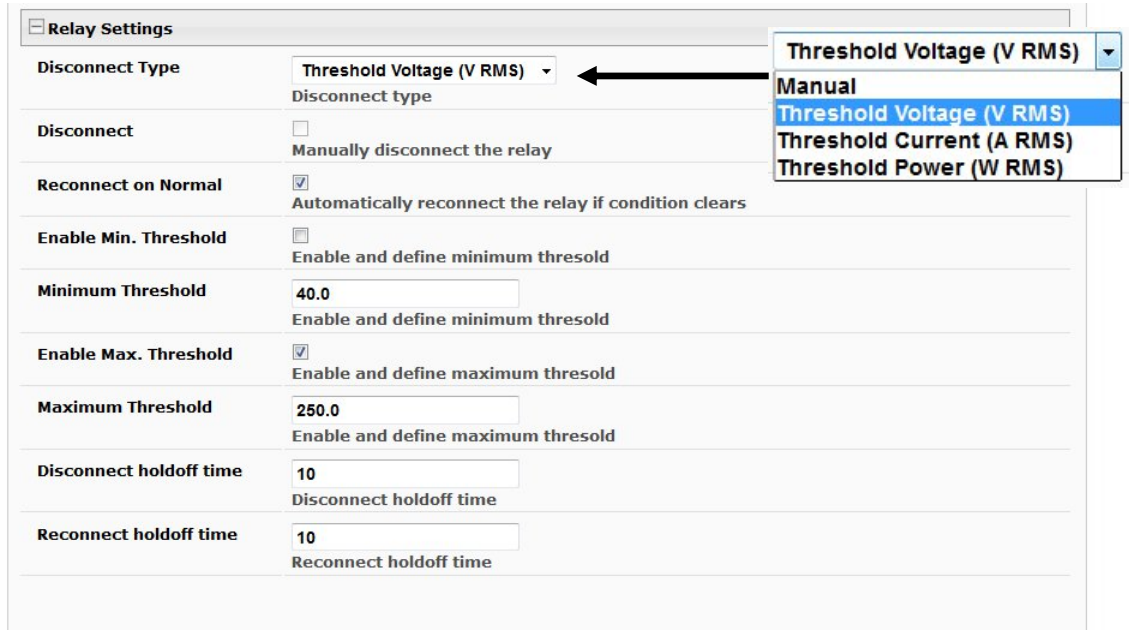 Relay Settings
Disconnect Type
Threshold Voltage (V RMS)
Disconnect type
Threshold Voltage (V RMS)
Manual
Threshold Voltage (V RMS)
Threshold Current (A RMS)
Threshold Power (W RMS)
Disconnect
Manually disconnect the relay
Reconnect on Normal
Automatically reconnect the relay if condition clears
Enable Min. Threshold
Enable and define minimum thresold
Minimum Threshold
40.0
Enable and define minimum thresold
Enable Max. Threshold
Enable and define maximum thresold
Maximum Threshold
250.0
Enable and define maximum thresold
Disconnect holdoff time
10
Disconnect holdoff time
Reconnect holdoff time
10
Reconnect holdoff time